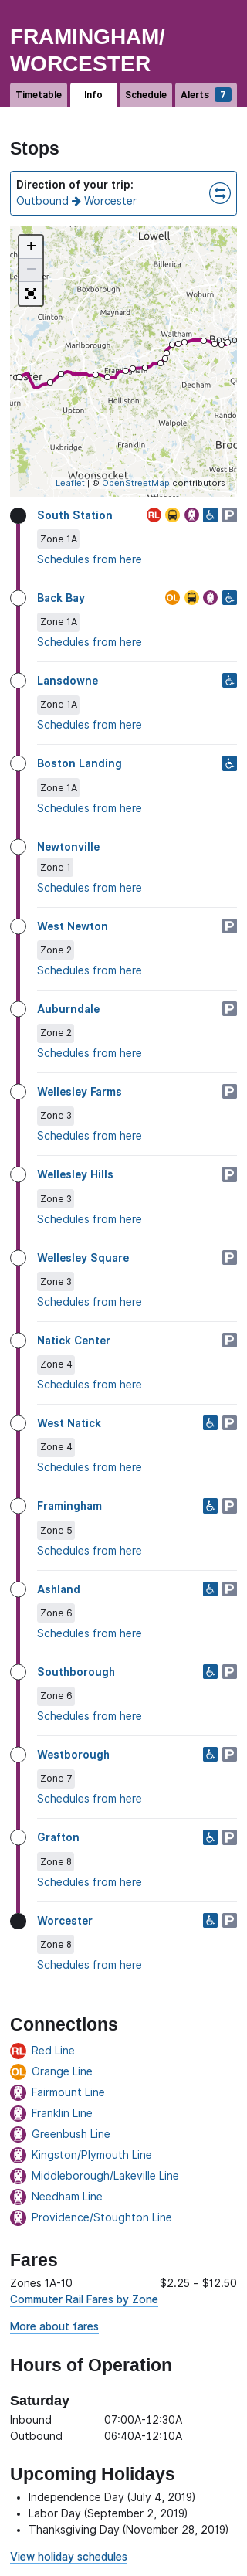 FRAMINGHAM/
WORCESTER
Timetable Info Schedule Alerts 7
Stops
Direction of your trip:
Outbound → Worcester
+
−
Lowell
Billerica
Boxborough
Woburn
Maynard
Clinton
Waltham
Marlborough
Dedham
Holliston
Upton
Walpole
Uxbridge
Franklin
Woonsocket
Leaflet | © OpenStreetMap contributors
South Station RL P
Zone 1A
Schedules from here
Back Bay OL
Zone 1A
Schedules from here
Lansdowne
Zone 1A
Schedules from here
Boston Landing
Zone 1A
Schedules from here
Newtonville
Zone 1
Schedules from here
West Newton P
Zone 2
Schedules from here
Auburndale P
Zone 2
Schedules from here
Wellesley Farms P
Zone 3
Schedules from here
Wellesley Hills P
Zone 3
Schedules from here
Wellesley Square P
Zone 3
Schedules from here
Natick Center P
Zone 4
Schedules from here
West Natick P
Zone 4
Schedules from here
Framingham P
Zone 5
Schedules from here
Ashland P
Zone 6
Schedules from here
Southborough P
Zone 6
Schedules from here
Westborough P
Zone 7
Schedules from here
Grafton P
Zone 8
Schedules from here
Worcester P
Zone 8
Schedules from here
Connections
RL Red Line
OL Orange Line
Fairmount Line
Franklin Line
Greenbush Line
Kingston/Plymouth Line
Middleborough/Lakeville Line
Needham Line
Providence/Stoughton Line
Fares
Zones 1A-10 $2.25 – $12.50
Commuter Rail Fares by Zone
More about fares
Hours of Operation
Saturday
Inbound 07:00A-12:30A
Outbound 06:40A-12:10A
Upcoming Holidays
• Independence Day (July 4, 2019)
• Labor Day (September 2, 2019)
• Thanksgiving Day (November 28, 2019)
View holiday schedules